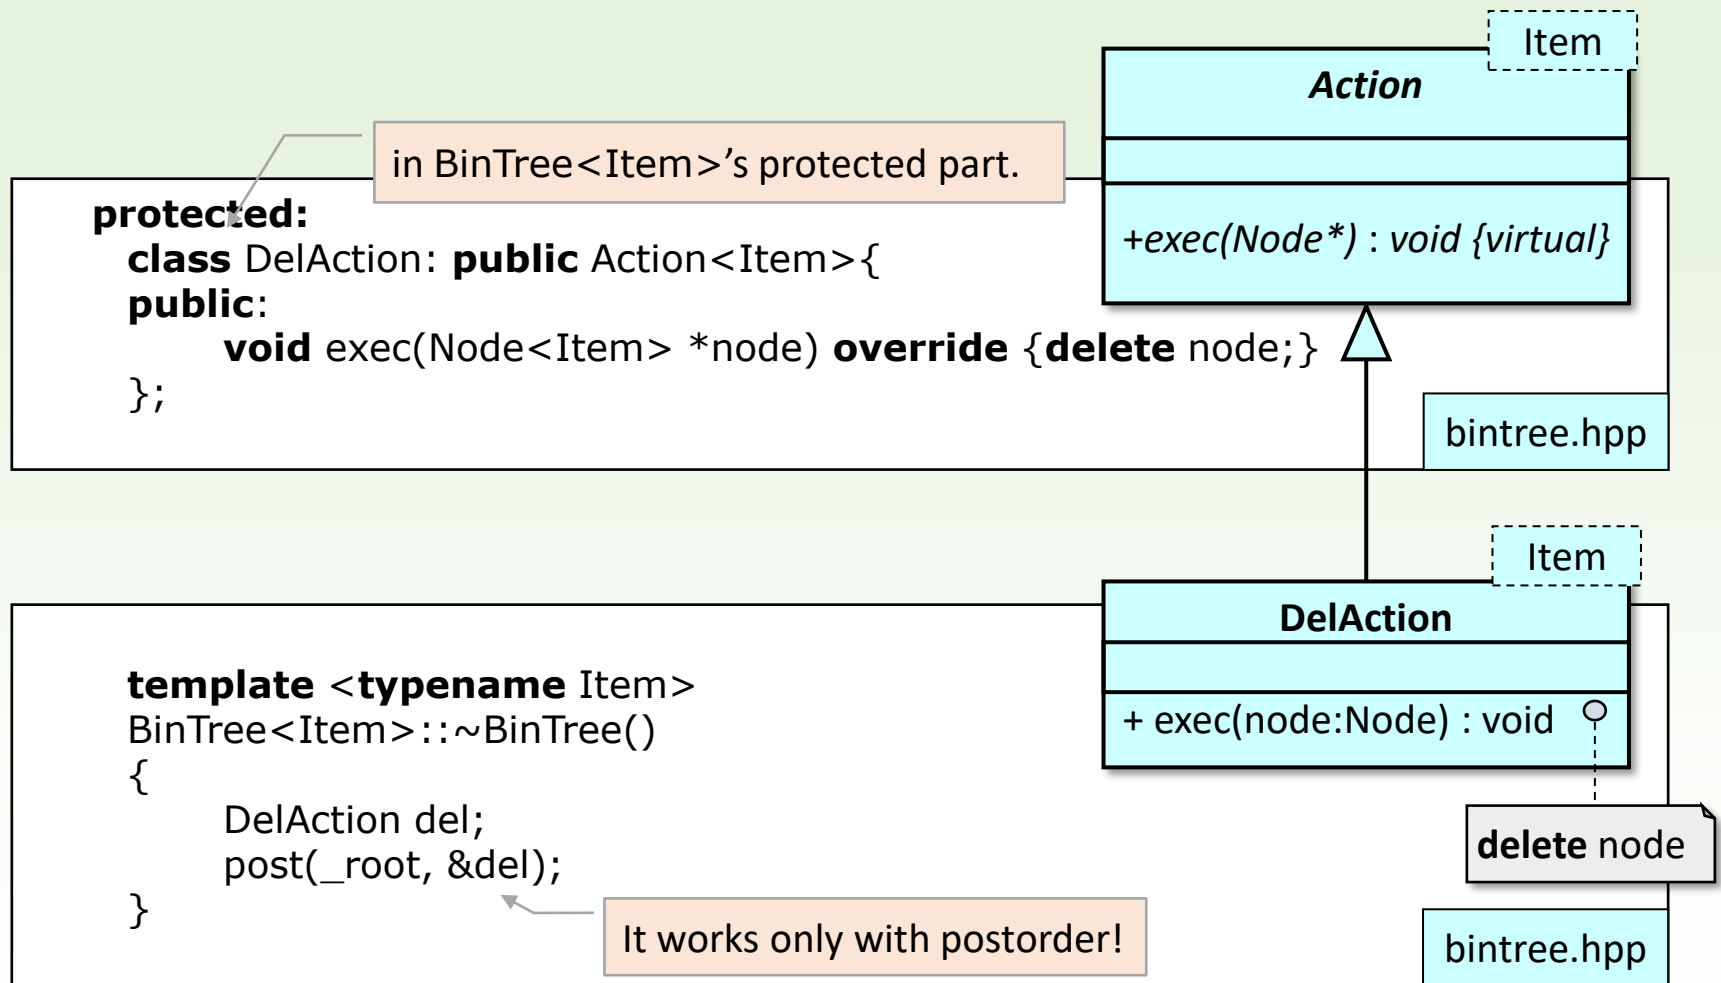 Item
Action
+exec(Node*) : void {virtual}
in BinTree<Item>’s protected part.
protected:
class DelAction: public Action<Item>{
public:
void exec(Node<Item> *node) override {delete node;}
};
bintree.hpp
Item
DelAction
+ exec(node:Node) : void
delete node
template <typename Item>
BinTree<Item>::~BinTree()
{
DelAction del;
post(_root, &del);
}
It works only with postorder!
bintree.hpp